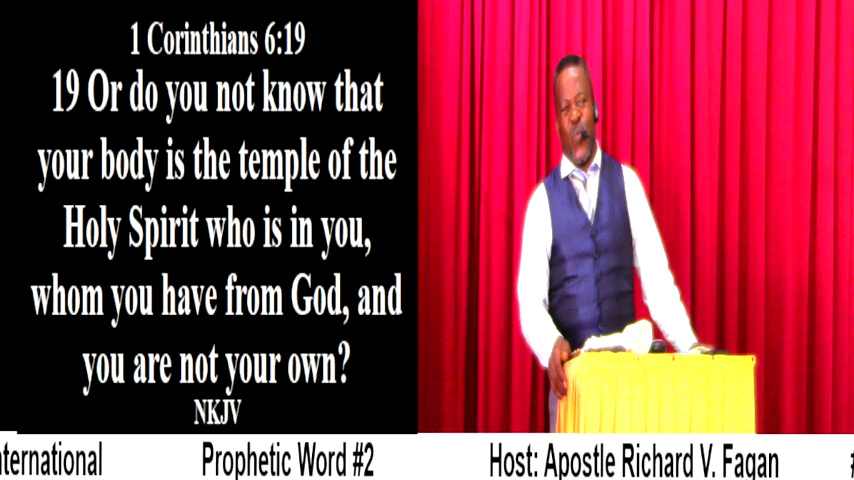 1 Corinthians 6:19
19 Or do you not know that
your body is the temple of the
Holy Spirit who is in you,
whom you have from God, and
you are not your own?
NKJV
nternational Prophetic Word #2 Host: Apostle Richard V. Fagan #